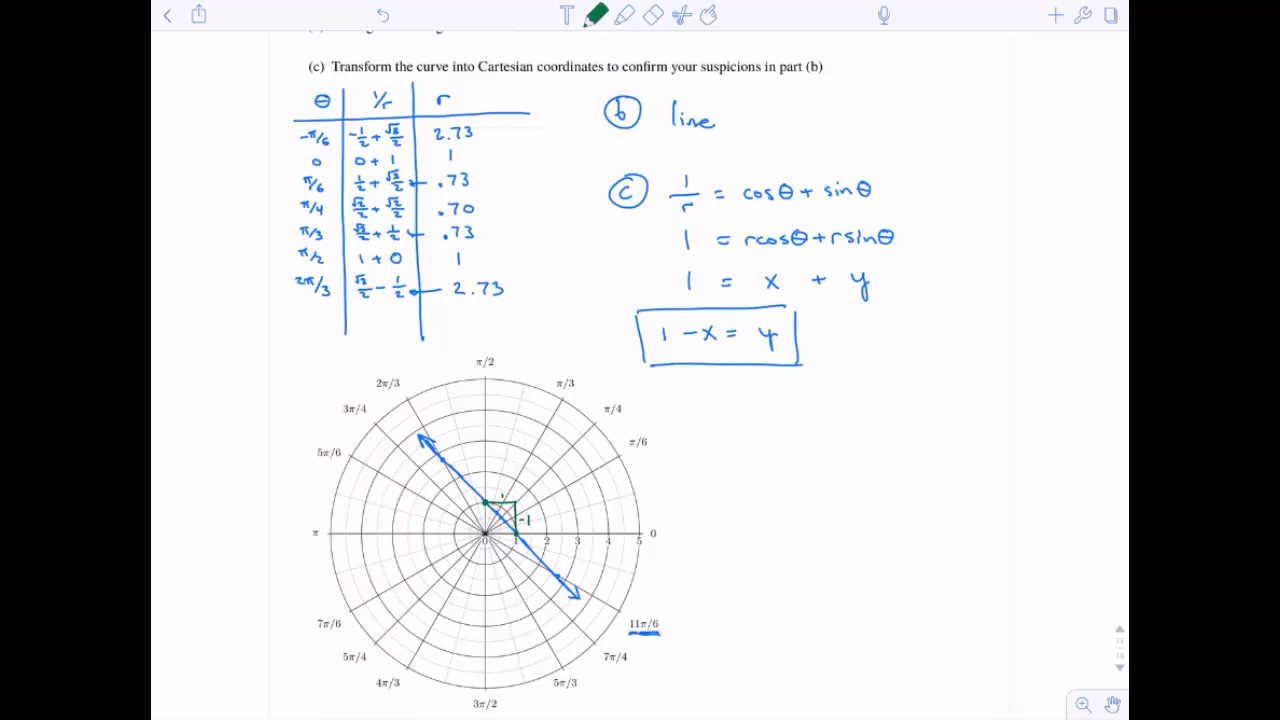 (c) Transform the curve into Cartesian coordinates to confirm your suspicions in part (b)
θ 1/r r
-π/6 -1/2 + √3/2 2.73
0 0 + 1 1
π/6 1/2 + √3/2 .73
π/4 √2/2 + √2/2 .70
π/3 √3/2 + 1/2 .73
π/2 1 + 0 1
2π/3 √3/2 - 1/2 2.73
b line
c 1/r = cosθ + sinθ
1 = rcosθ + rsinθ
1 = x + y
1 - x = y
π/2
2π/3 π/3
3π/4 π/4
5π/6 π/6
1
-1
π 0
0 1 2 3 4 5
7π/6 11π/6
5π/4 7π/4
4π/3 5π/3
3π/2
T